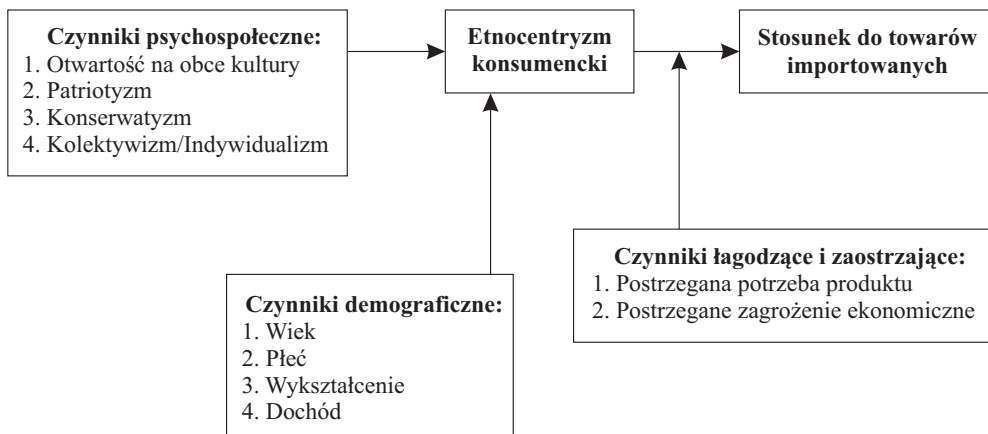 Czynniki psychospołeczne:
1. Otwartość na obce kultury
2. Patriotyzm
3. Konserwatyzm
4. Kolektywizm/Indywidualizm
Etnocentryzm
konsumencki
Stosunek do towarów
importowanych
Czynniki demograficzne:
1. Wiek
2. Płeć
3. Wykształcenie
4. Dochód
Czynniki łagodzące i zaostrzające:
1. Postrzegana potrzeba produktu
2. Postrzegane zagrożenie ekonomiczne